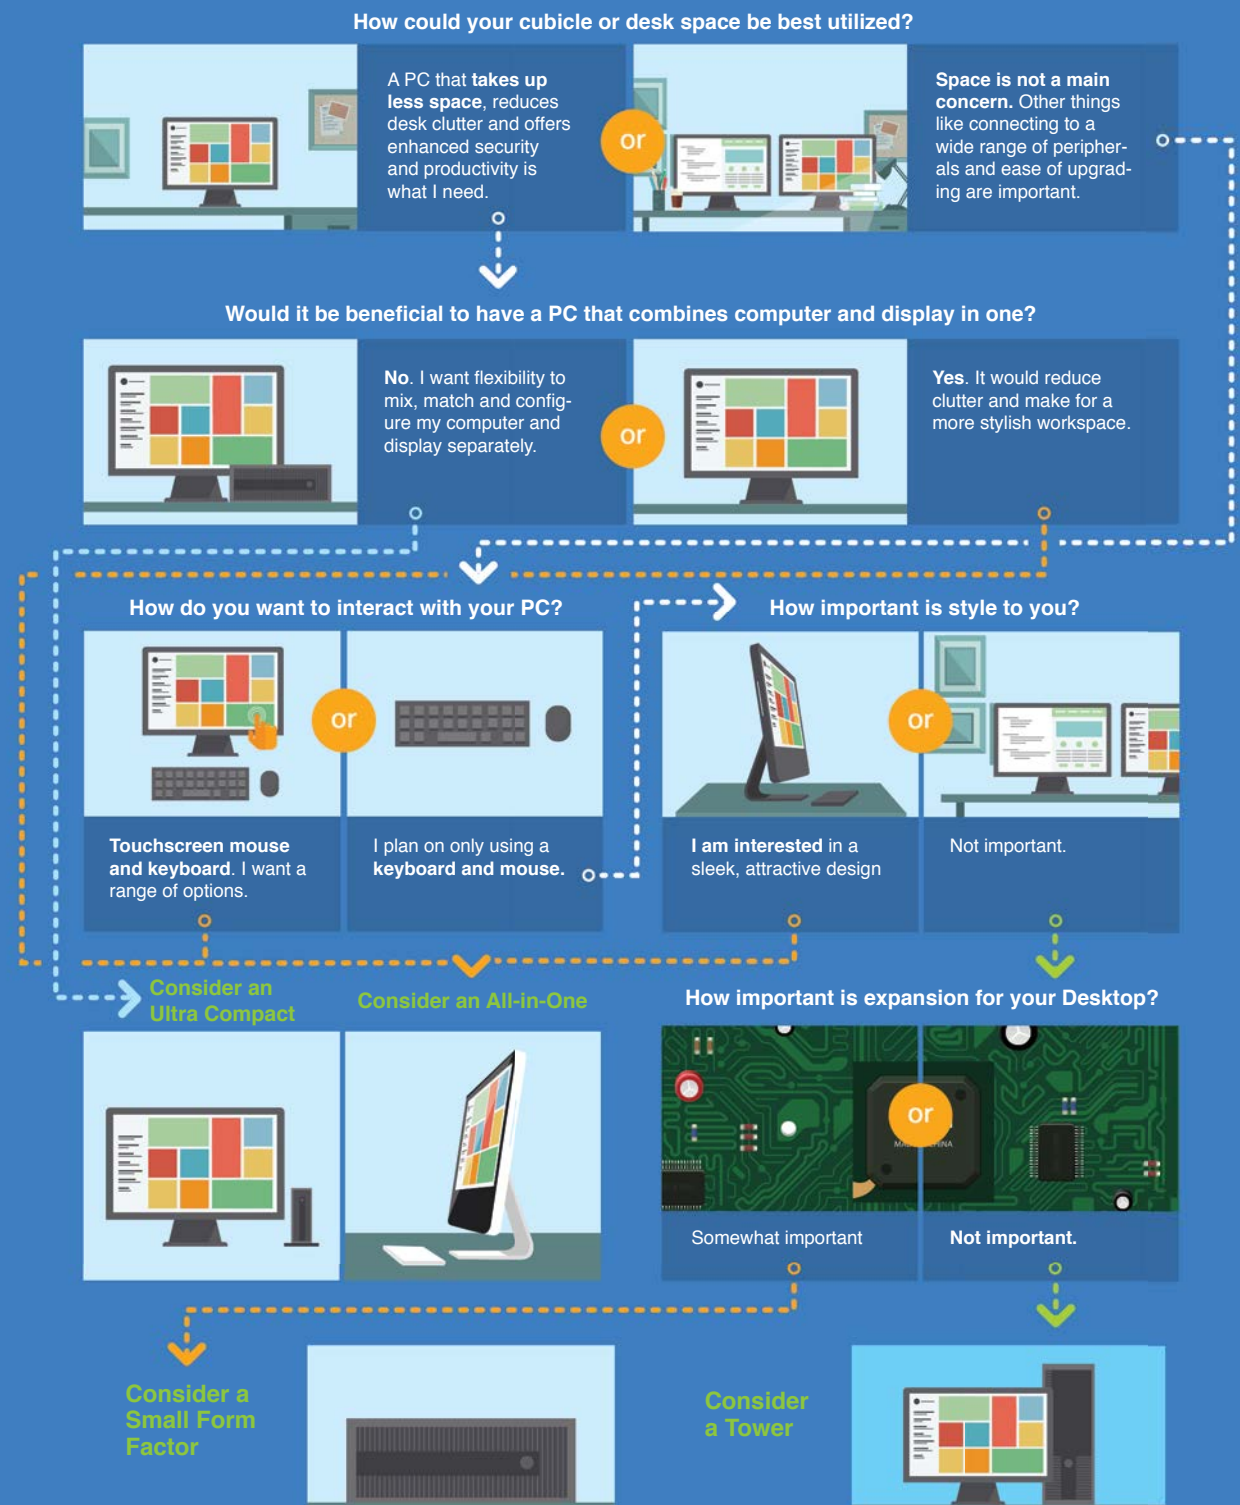 How could your cubicle or desk space be best utilized?
A PC that takes up
less space, reduces
desk clutter and offers
enhanced security
and productivity is
what I need.
or
Space is not a main
concern. Other things
like connecting to a
wide range of peripher-
als and ease of upgrad-
ing are important.
Would it be beneficial to have a PC that combines computer and display in one?
No. I want flexibility to
mix, match and config-
ure my computer and
display separately.
or
Yes. It would reduce
clutter and make for a
more stylish workspace.
How do you want to interact with your PC?
or
Touchscreen mouse
and keyboard. I want a
range of options.
I plan on only using a
keyboard and mouse.
How important is style to you?
or
I am interested in a
sleek, attractive design
Not important.
Consider an
Ultra Compact
Consider an All-in-One
How important is expansion for your Desktop?
or
Somewhat important
Not important.
Consider a
Small Form
Factor
Consider
a Tower